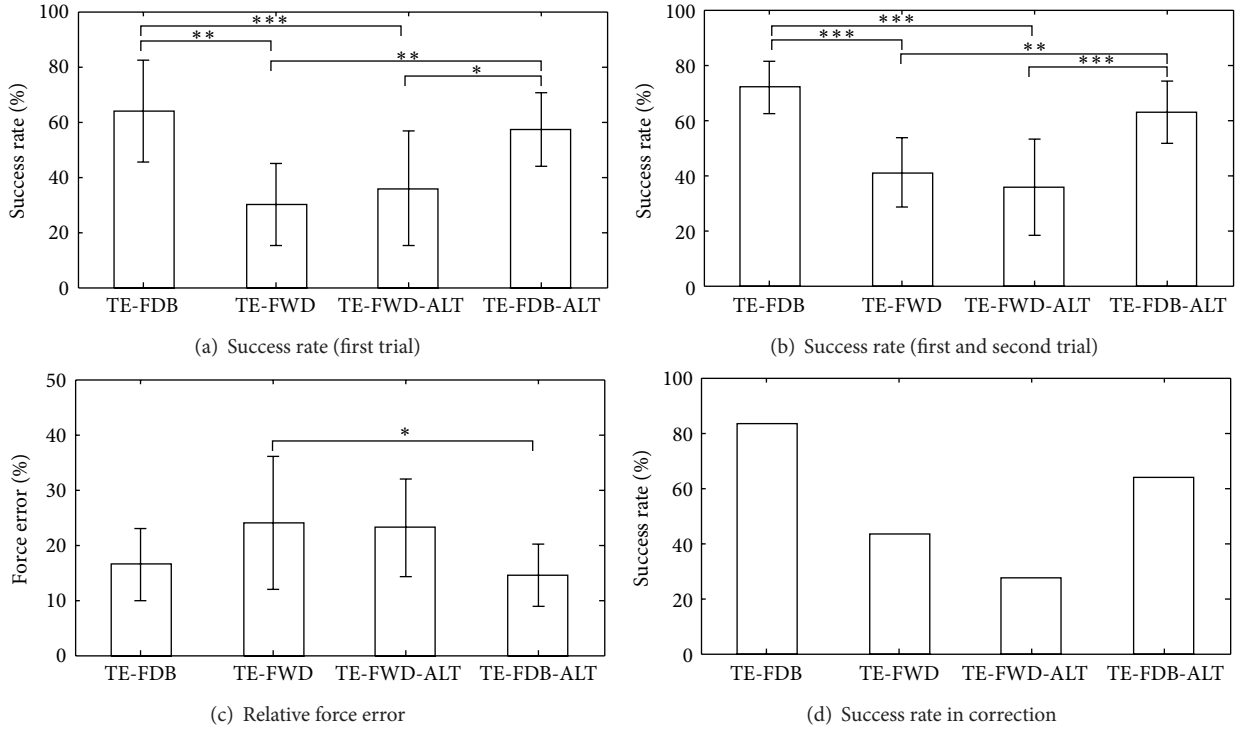 100
80
60
40
20
0
Success rate (%)
***
**
**
*
TE-FDB TE-FWD TE-FWD-ALT TE-FDB-ALT
(a) Success rate (first trial)
100
80
60
40
20
0
Success rate (%)
***
***
**
***
TE-FDB TE-FWD TE-FWD-ALT TE-FDB-ALT
(b) Success rate (first and second trial)
50
40
30
20
10
0
Force error (%)
*
TE-FDB TE-FWD TE-FWD-ALT TE-FDB-ALT
(c) Relative force error
100
80
60
40
20
0
Success rate (%)
TE-FDB TE-FWD TE-FWD-ALT TE-FDB-ALT
(d) Success rate in correction